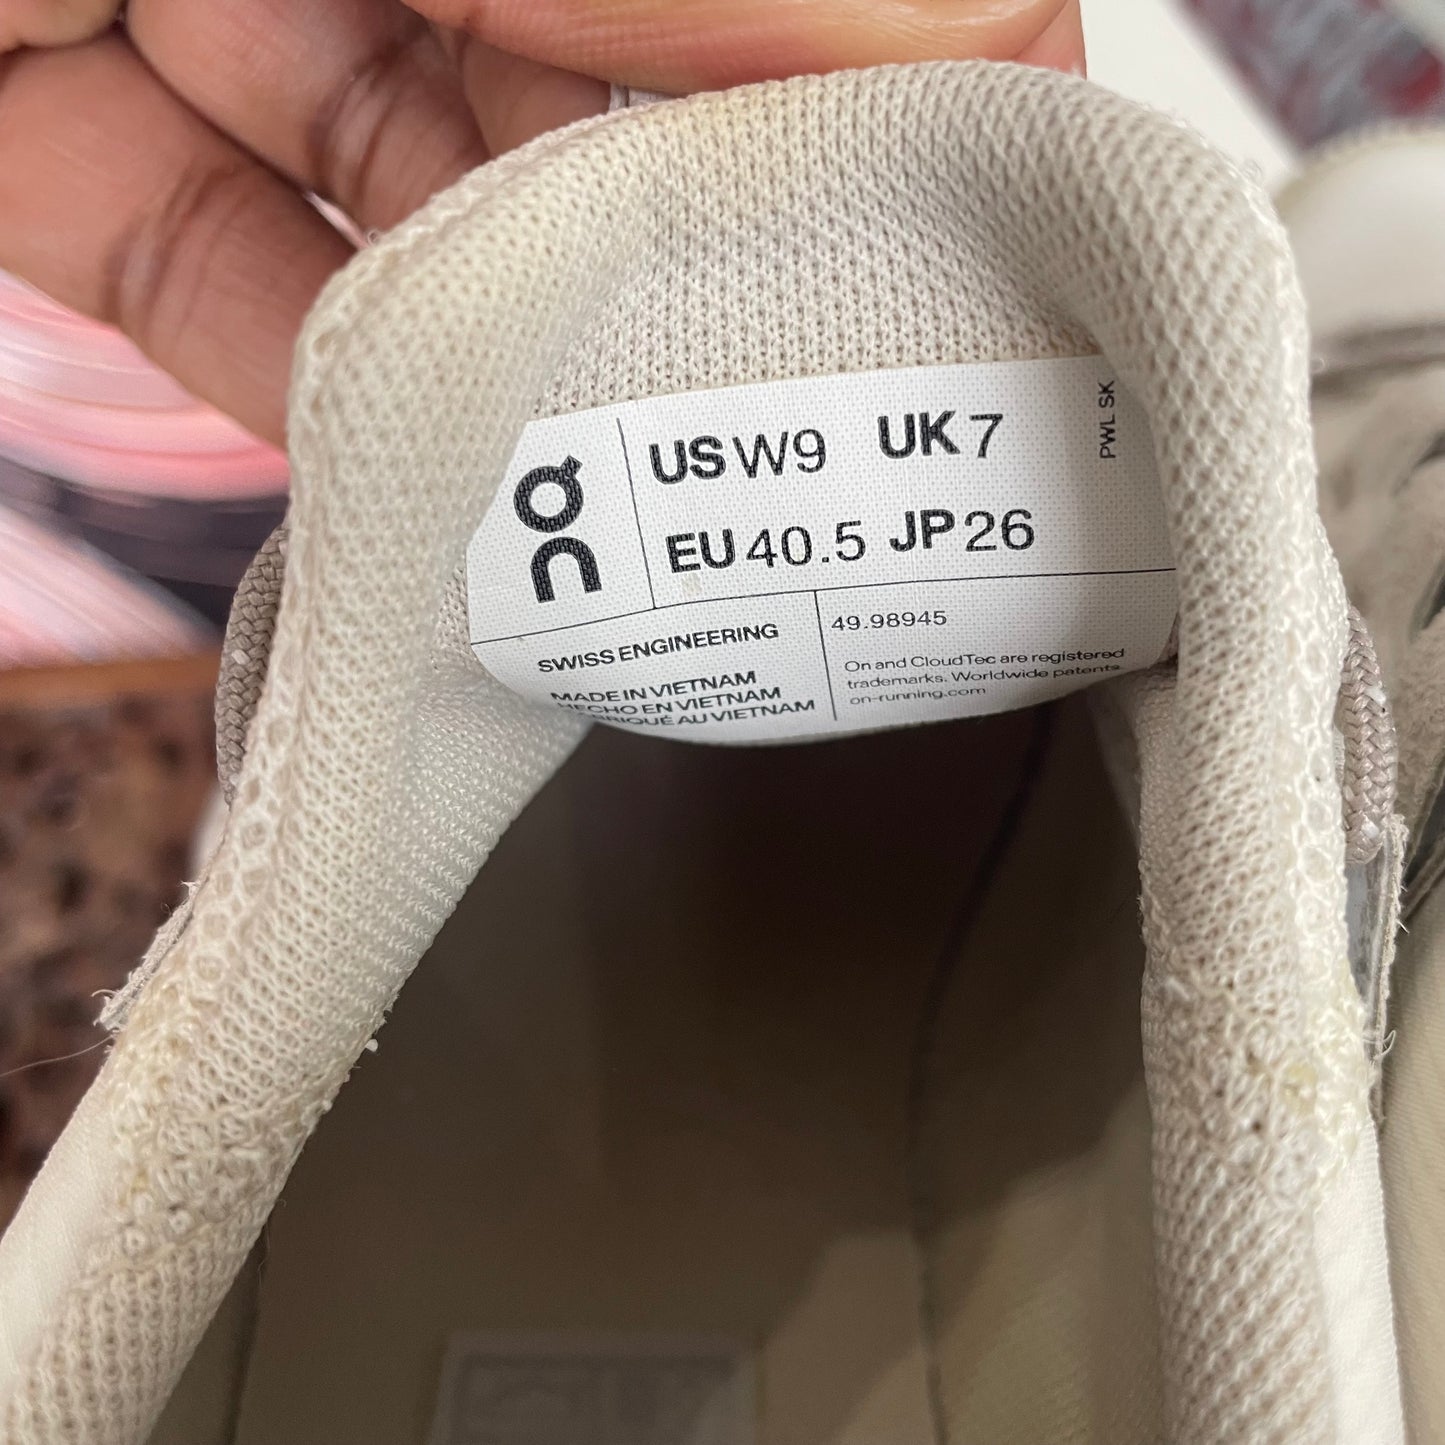 on
US W9 UK 7
EU 40.5 JP 26
PWL SK
SWISS ENGINEERING
MADE IN VIETNAM
HECHO EN VIETNAM
FABRIQUÉ AU VIETNAM
49.98945
On and CloudTec are registered
trademarks. Worldwide patents.
on-running.com